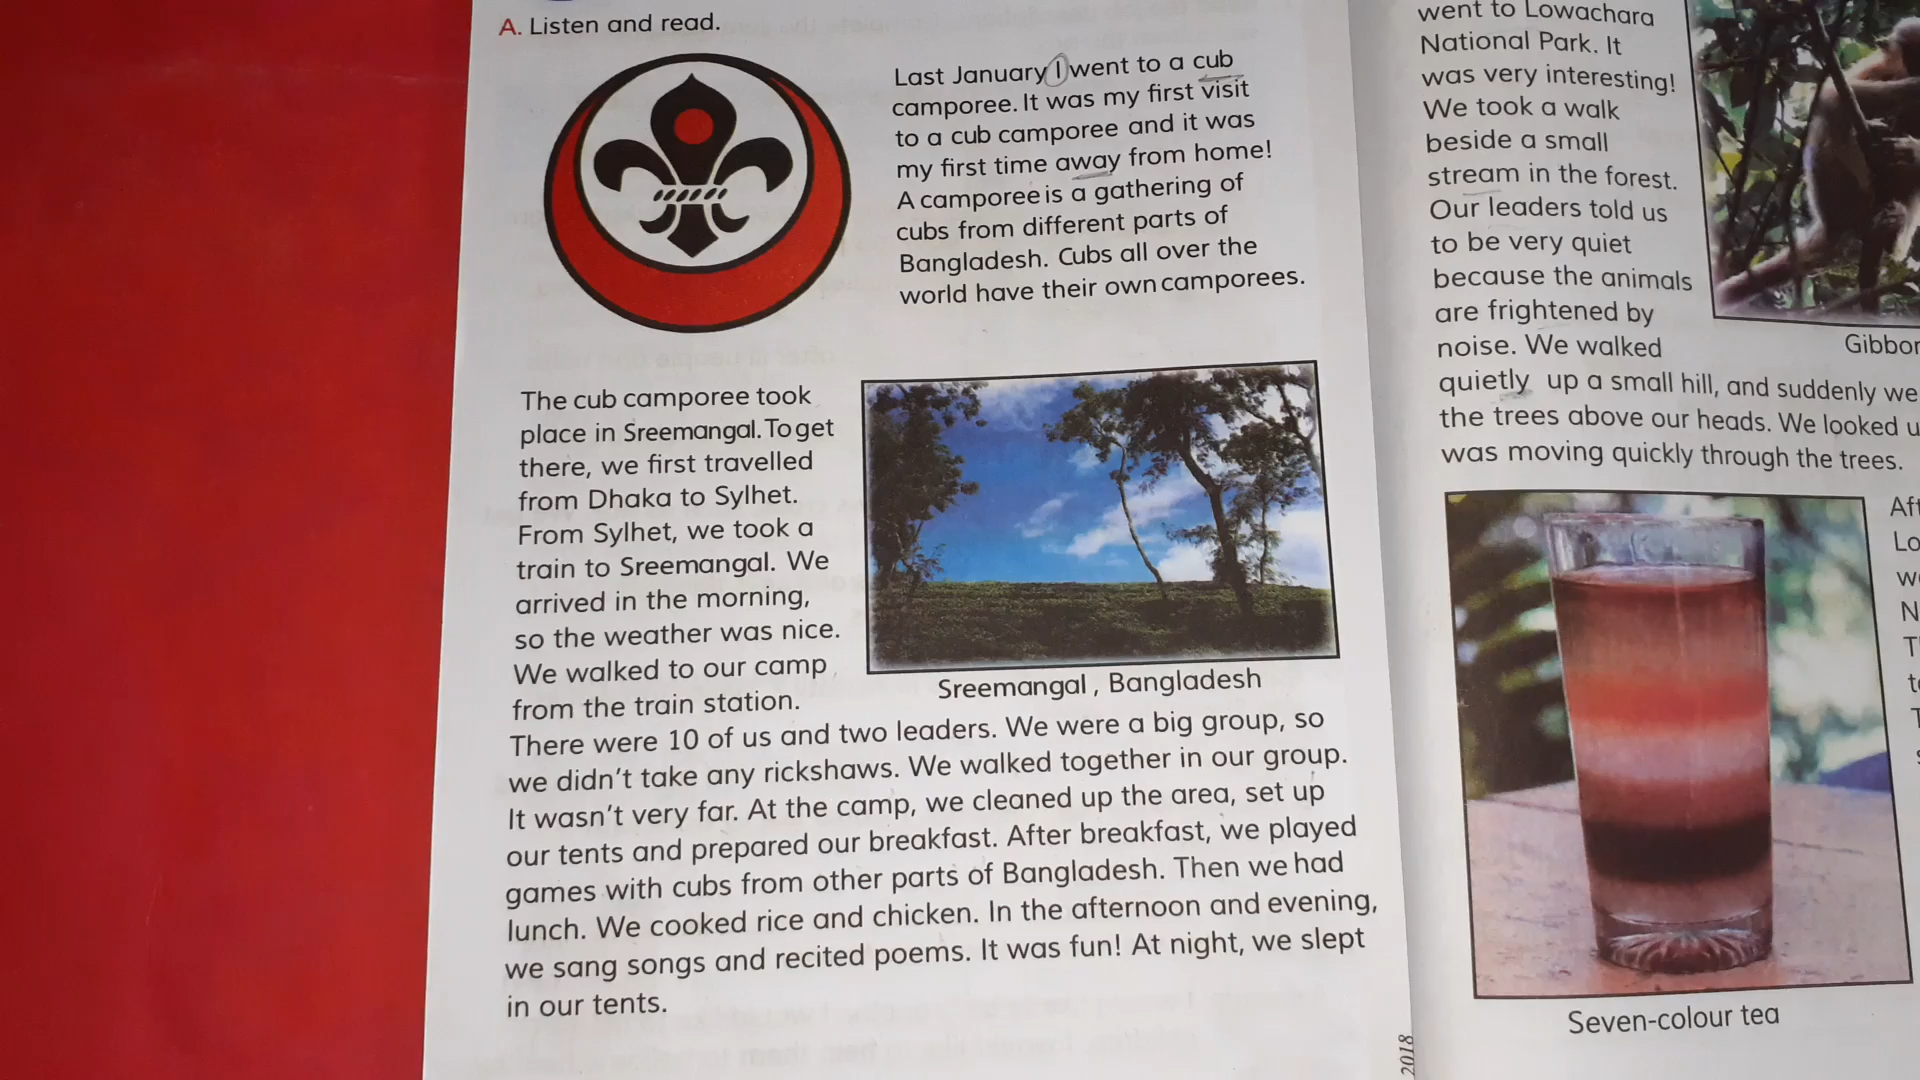 A. Listen and read.
Last January I went to a cub
camporee. It was my first visit
to a cub camporee and it was
my first time away from home!
A camporee is a gathering of
cubs from different parts of
Bangladesh. Cubs all over the
world have their own camporees.
The cub camporee took
place in Sreemangal. To get
there, we first travelled
from Dhaka to Sylhet.
From Sylhet, we took a
train to Sreemangal. We
arrived in the morning,
so the weather was nice.
We walked to our camp
from the train station.
Sreemangal, Bangladesh
There were 10 of us and two leaders. We were a big group, so
we didn't take any rickshaws. We walked together in our group.
It wasn't very far. At the camp, we cleaned up the area, set up
our tents and prepared our breakfast. After breakfast, we played
games with cubs from other parts of Bangladesh. Then we had
lunch. We cooked rice and chicken. In the afternoon and evening,
we sang songs and recited poems. It was fun! At night, we slept
in our tents.
2018
went to Lowachara
National Park. It
was very interesting!
We took a walk
beside a small
stream in the forest.
Our leaders told us
to be very quiet
because the animals
are frightened by
noise. We walked
quietly up a small hill, and suddenly we
the trees above our heads. We looked
was moving quickly through the trees.
Seven-colour tea